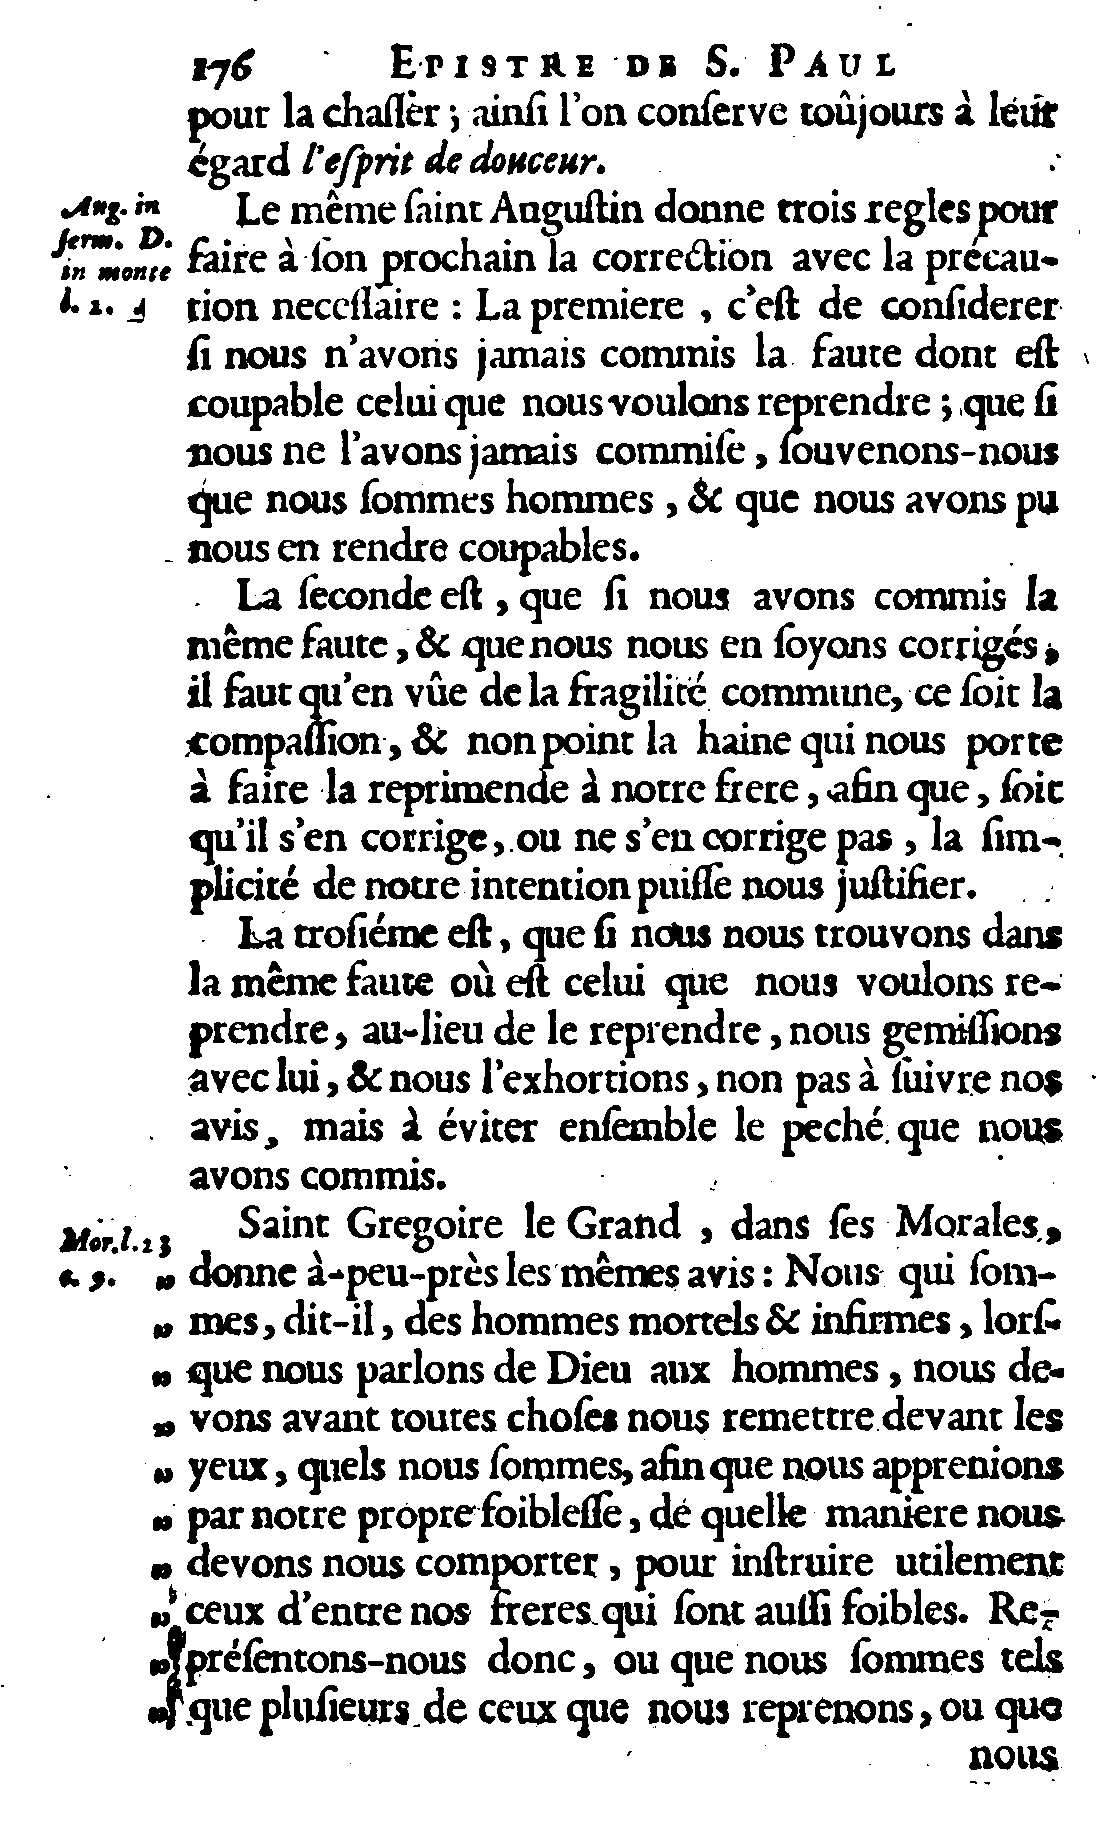 176 EPISTRE DE S. PAUL
pour la chaſſer ; ainſi l'on conſerve toûjours à leur
égard l'eſprit de douceur.
Aug. in
ſerm. D.
in monte
l. 2.
Le même ſaint Auguſtin donne trois regles pour
faire à ſon prochain la correction avec la précau-
tion neceſſaire : La premiere , c'eſt de conſiderer
ſi nous n'avons jamais commis la faute dont eſt
coupable celui que nous voulons reprendre ; que ſi
nous ne l'avons jamais commiſe , ſouvenons-nous
que nous ſommes hommes , & que nous avons pu
nous en rendre coupables.
La ſeconde eſt , que ſi nous avons commis la
même faute , & que nous nous en ſoyons corrigés ,
il faut qu'en vûe de la fragilité commune, ce ſoit la
compaſſion , & non point la haine qui nous porte
à faire la reprimende à notre frere , afin que , ſoit
qu'il s'en corrige, ou ne s'en corrige pas , la ſim-
plicité de notre intention puiſſe nous juſtifier.
La troſiéme eſt , que ſi nous nous trouvons dans
la même faute où eſt celui que nous voulons re-
prendre , au-lieu de le reprendre , nous gemiſſions
avec lui , & nous l'exhortions , non pas à ſuivre nos
avis , mais à éviter enſemble le peché que nous
avons commis.
Mor. l. 23
c. 9.
Saint Gregoire le Grand , dans ſes Morales ,
„ donne à-peu-près les mêmes avis : Nous qui ſom-
„ mes , dit-il , des hommes mortels & infirmes , lorſ-
„ que nous parlons de Dieu aux hommes , nous de-
„ vons avant toutes choſes nous remettre devant les
„ yeux , quels nous ſommes, afin que nous apprenions
„ par notre propre foibleſſe , de quelle maniere nous
„ devons nous comporter , pour inſtruire utilement
„ ceux d'entre nos freres qui ſont auſſi foibles. Re-
„ préſentons-nous donc , ou que nous ſommes tels
„ que pluſieurs de ceux que nous reprenons , ou que
nous